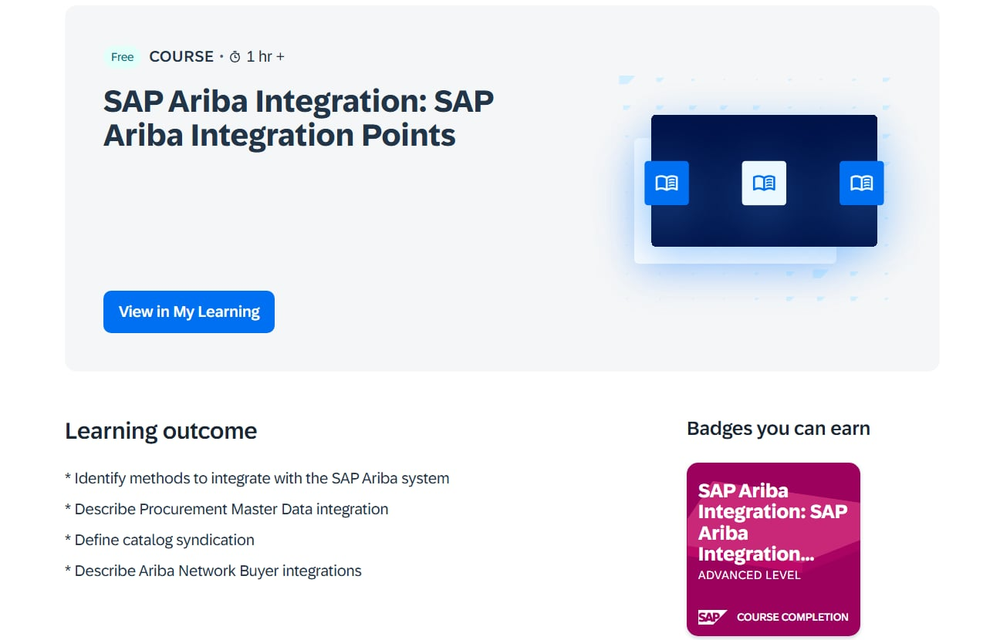 Free COURSE • 1 hr +
SAP Ariba Integration: SAP
Ariba Integration Points
View in My Learning
Learning outcome
* Identify methods to integrate with the SAP Ariba system
* Describe Procurement Master Data integration
* Define catalog syndication
* Describe Ariba Network Buyer integrations
Badges you can earn
SAP Ariba
Integration: SAP
Ariba
Integration...
ADVANCED LEVEL
SAP COURSE COMPLETION